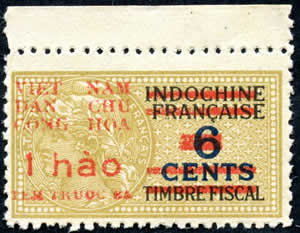 VIET NAM
DAN CHU
CONG HOA
1 hào
INDOCHINE
FRANÇAISE
6
CENTS
TIMBRE FISCAL